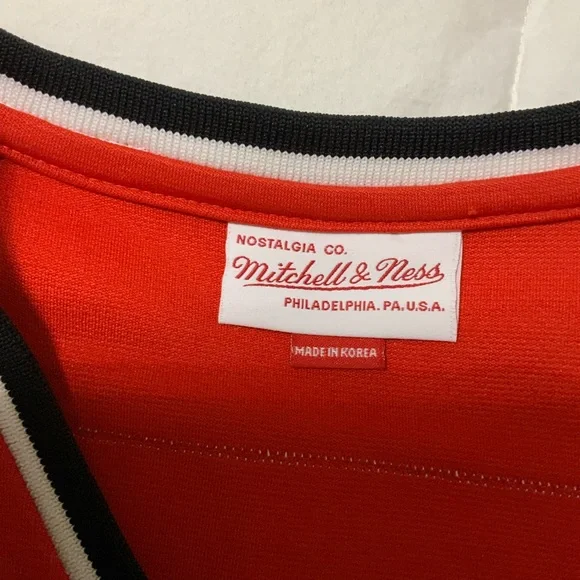 NOSTALGIA CO.
Mitchell & Ness
PHILADELPHIA. PA. U.S.A.
MADE IN KOREA